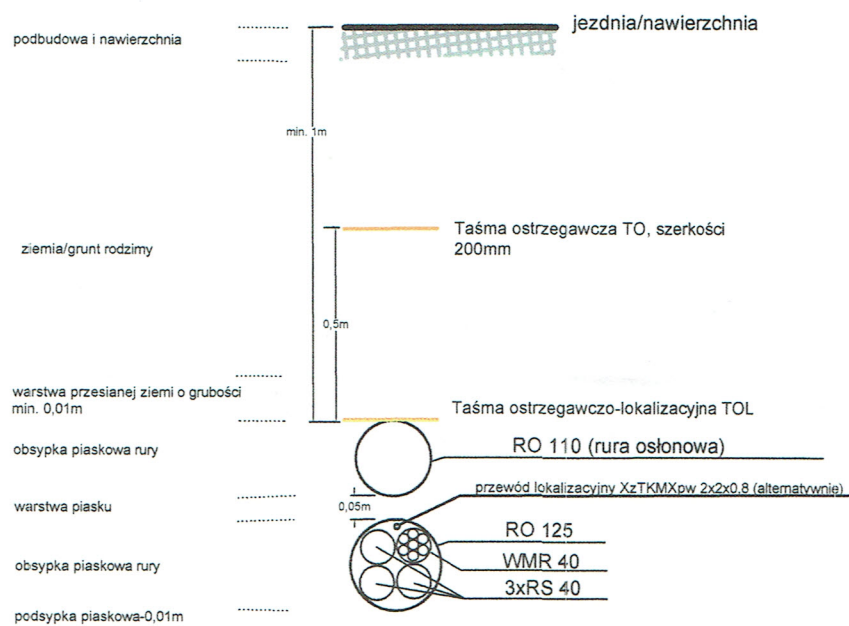 podbudowa i nawierzchnia
jezdnia/nawierzchnia
min. 1m
ziemia/grunt rodzimy
Taśma ostrzegawcza TO, szerkości
200mm
0,5m
warstwa przesianej ziemi o grubości
min. 0,01m
Taśma ostrzegawczo-lokalizacyjna TOL
obsypka piaskowa rury
RO 110 (rura osłonowa)
przewód lokalizacyjny XzTKMXpw 2x2x0,8 (alternatywnie)
warstwa piasku
0,05m
RO 125
WMR 40
obsypka piaskowa rury
3xRS 40
podsypka piaskowa-0,01m